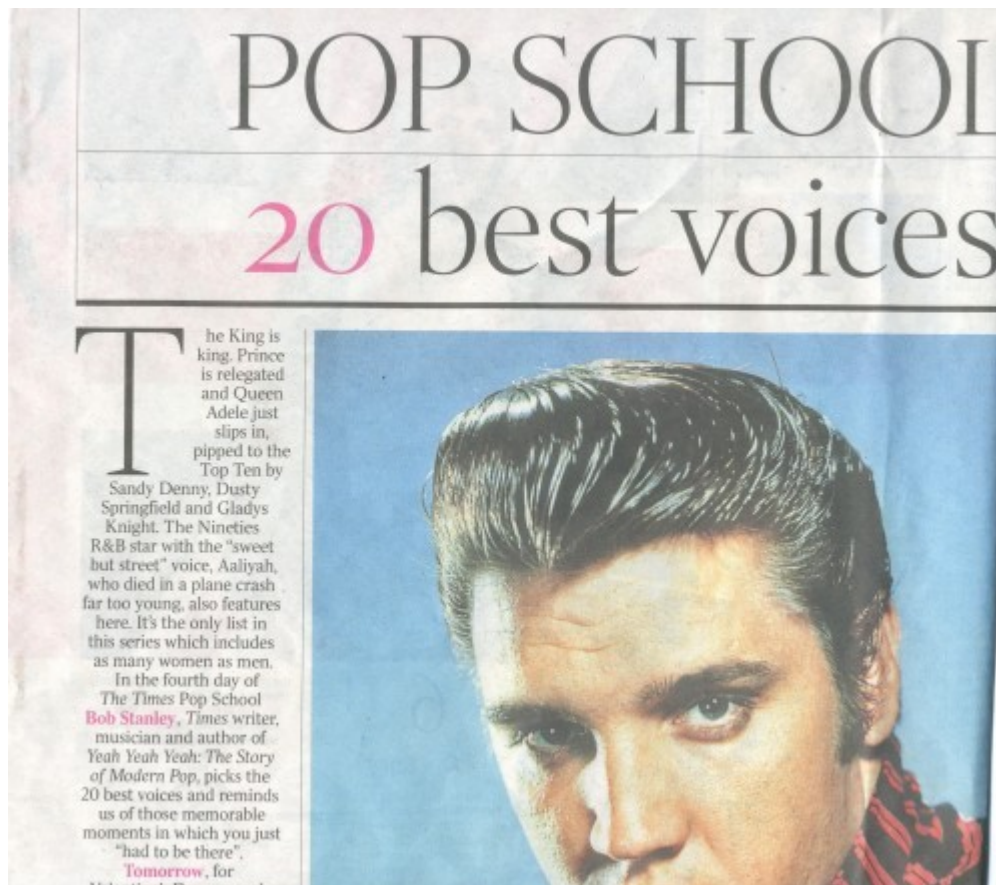 POP SCHOOL
20 best voices
The King is
king. Prince
is relegated
and Queen
Adele just
slips in,
pipped to the
Top Ten by
Sandy Denny, Dusty
Springfield and Gladys
Knight. The Nineties
R&B star with the "sweet
but street" voice, Aaliyah,
who died in a plane crash
far too young, also features
here. It's the only list in
this series which includes
as many women as men.
In the fourth day of
The Times Pop School
Bob Stanley, Times writer,
musician and author of
Yeah Yeah Yeah: The Story
of Modern Pop, picks the
20 best voices and reminds
us of those memorable
moments in which you just
"had to be there".
Tomorrow, for